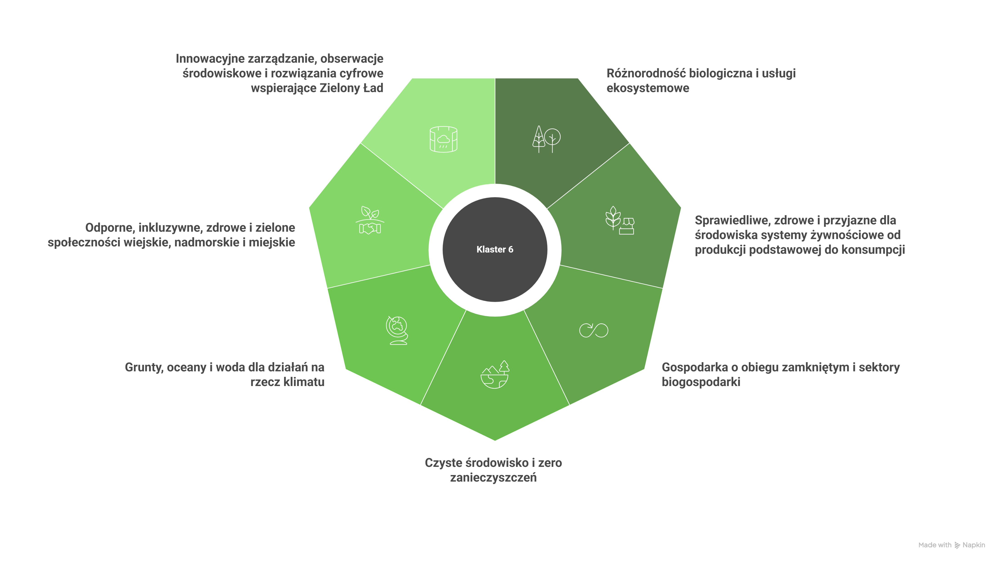 Innowacyjne zarządzanie, obserwacje
środowiskowe i rozwiązania cyfrowe
wspierające Zielony Ład
Różnorodność biologiczna i usługi
ekosystemowe
Odporne, inkluzywne, zdrowe i zielone
społeczności wiejskie, nadmorskie i miejskie
Klaster 6
Sprawiedliwe, zdrowe i przyjazne dla
środowiska systemy żywnościowe od
produkcji podstawowej do konsumpcji
Grunty, oceany i woda dla działań na
rzecz klimatu
Gospodarka o obiegu zamkniętym i sektory
biogospodarki
Czyste środowisko i zero
zanieczyszczeń
Made with Napkin